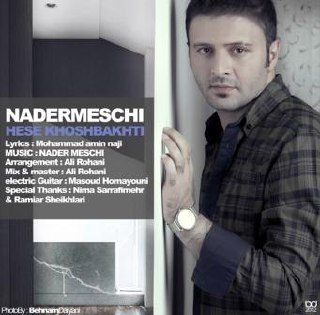 NADERMESCHI
HESE KHOSHBAKHTI
Lyrics : Mohammad amin naji
MUSIC : NADER MESCHI
Arrangement : Ali Rohani
Mix & master : Ali Rohani
electric Guitar : Masoud Homayouni
Special Thanks : Nima Sarrafimehr
& Ramiar Sheikhlari
Photo By : Behnam Daylani